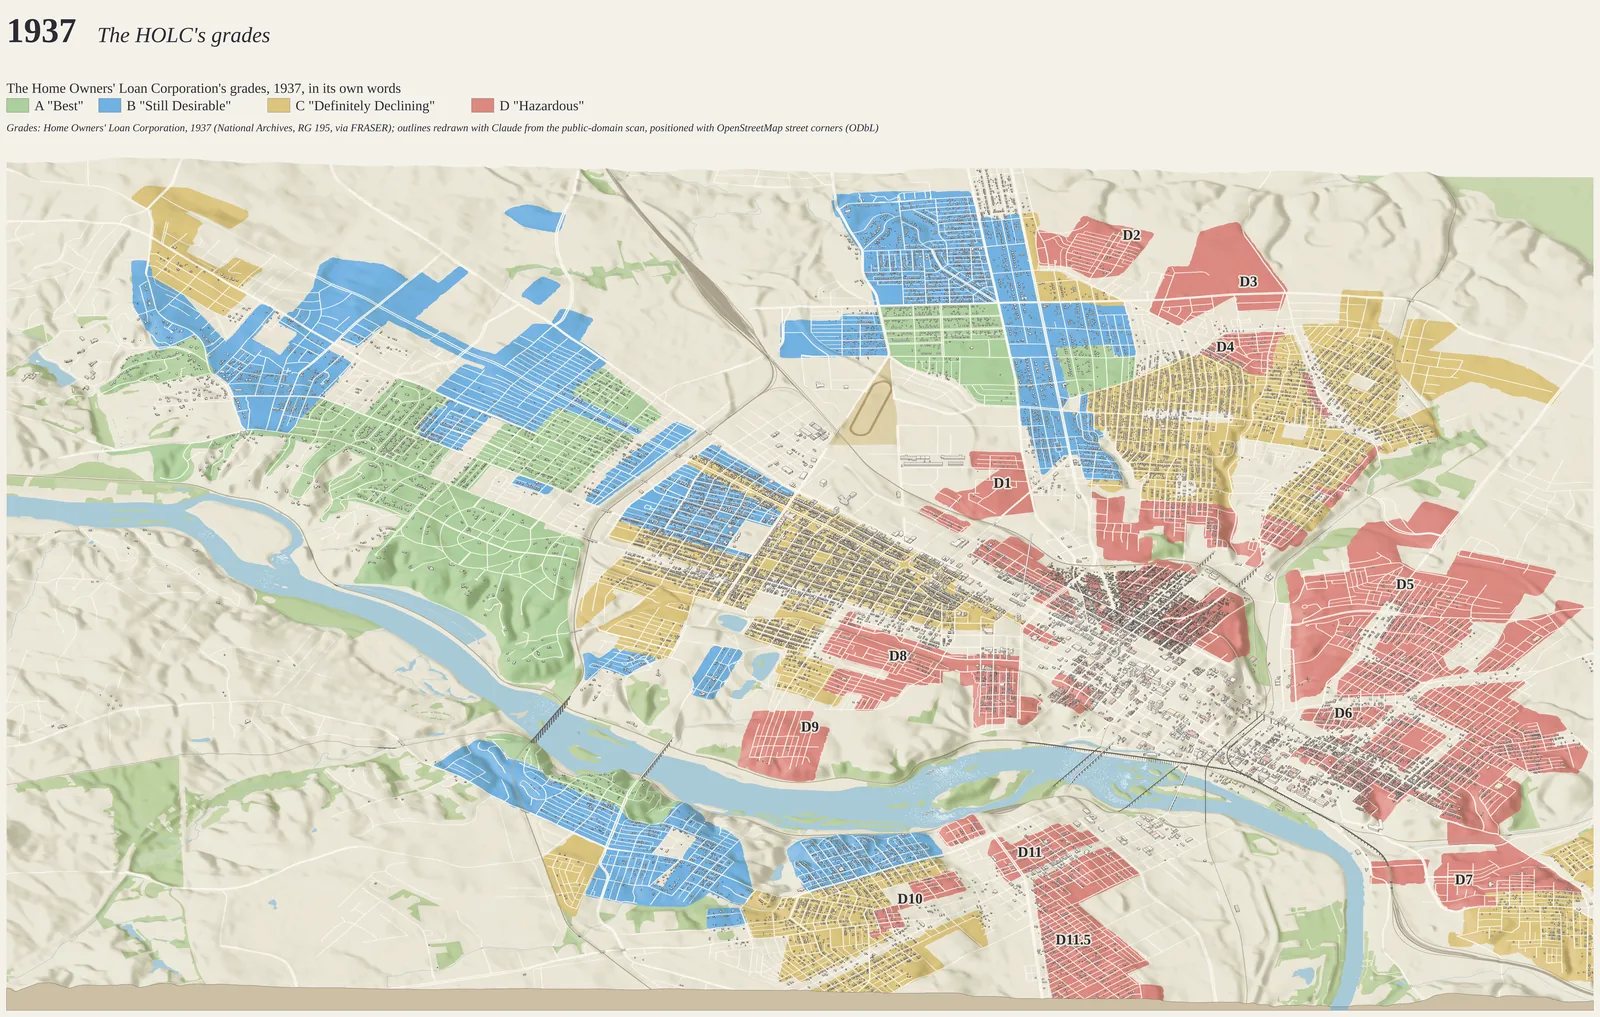 1937 The HOLC's grades
The Home Owners' Loan Corporation's grades, 1937, in its own words
A "Best" B "Still Desirable" C "Definitely Declining" D "Hazardous"
Grades: Home Owners' Loan Corporation, 1937 (National Archives, RG 195, via FRASER); outlines redrawn with Claude from the public-domain scan, positioned with OpenStreetMap street corners (ODbL)
D2
D3
D4
D1
D5
D8
D6
D9
D11
D7
D10
D11.5